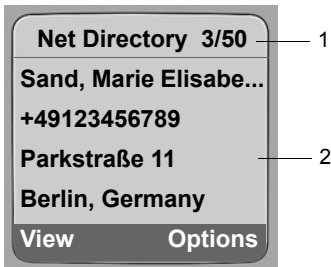 Net Directory 3/50 1
Sand, Marie Elisabe...
+49123456789
Parkstraße 11 2
Berlin, Germany
View Options